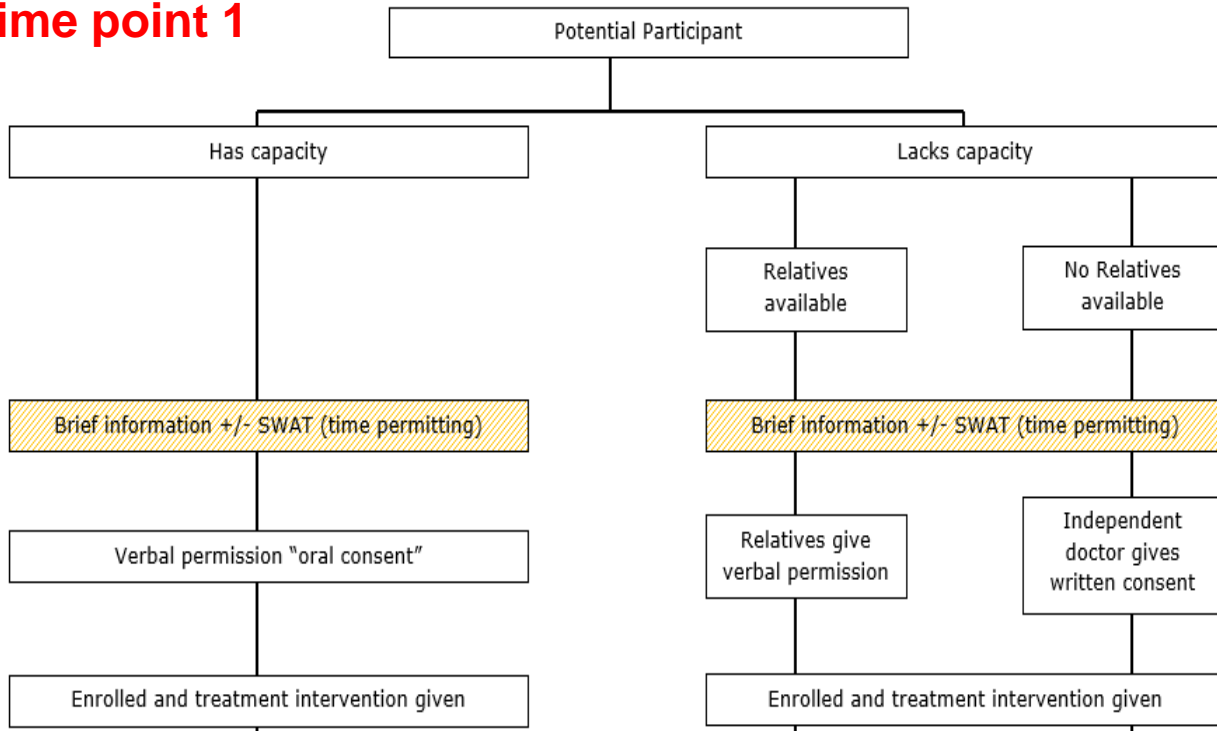 ime point 1
Potential Participant
Has capacity
Lacks capacity
Relatives
available
No Relatives
available
Brief information +/- SWAT (time permitting)
Brief information +/- SWAT (time permitting)
Verbal permission “oral consent”
Relatives give
verbal permission
Independent
doctor gives
written consent
Enrolled and treatment intervention given
Enrolled and treatment intervention given